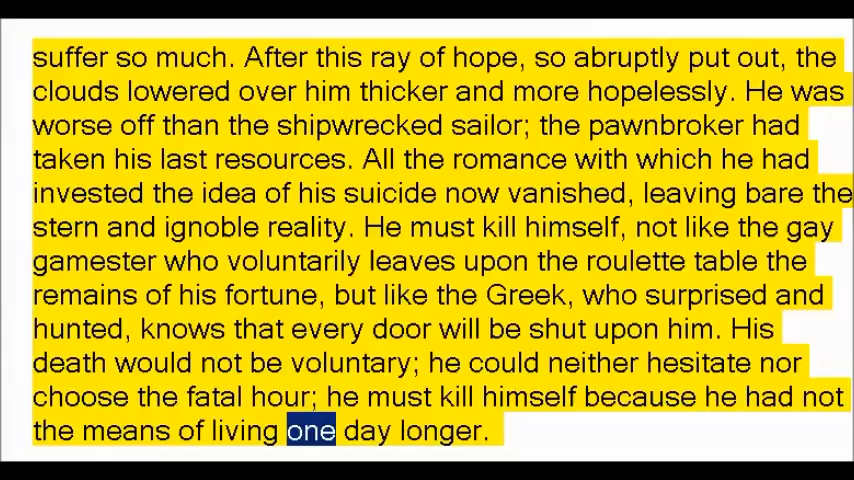 suffer so much. After this ray of hope, so abruptly put out, the
clouds lowered over him thicker and more hopelessly. He was
worse off than the shipwrecked sailor; the pawnbroker had
taken his last resources. All the romance with which he had
invested the idea of his suicide now vanished, leaving bare the
stern and ignoble reality. He must kill himself, not like the gay
gamester who voluntarily leaves upon the roulette table the
remains of his fortune, but like the Greek, who surprised and
hunted, knows that every door will be shut upon him. His
death would not be voluntary; he could neither hesitate nor
choose the fatal hour; he must kill himself because he had not
the means of living one day longer.